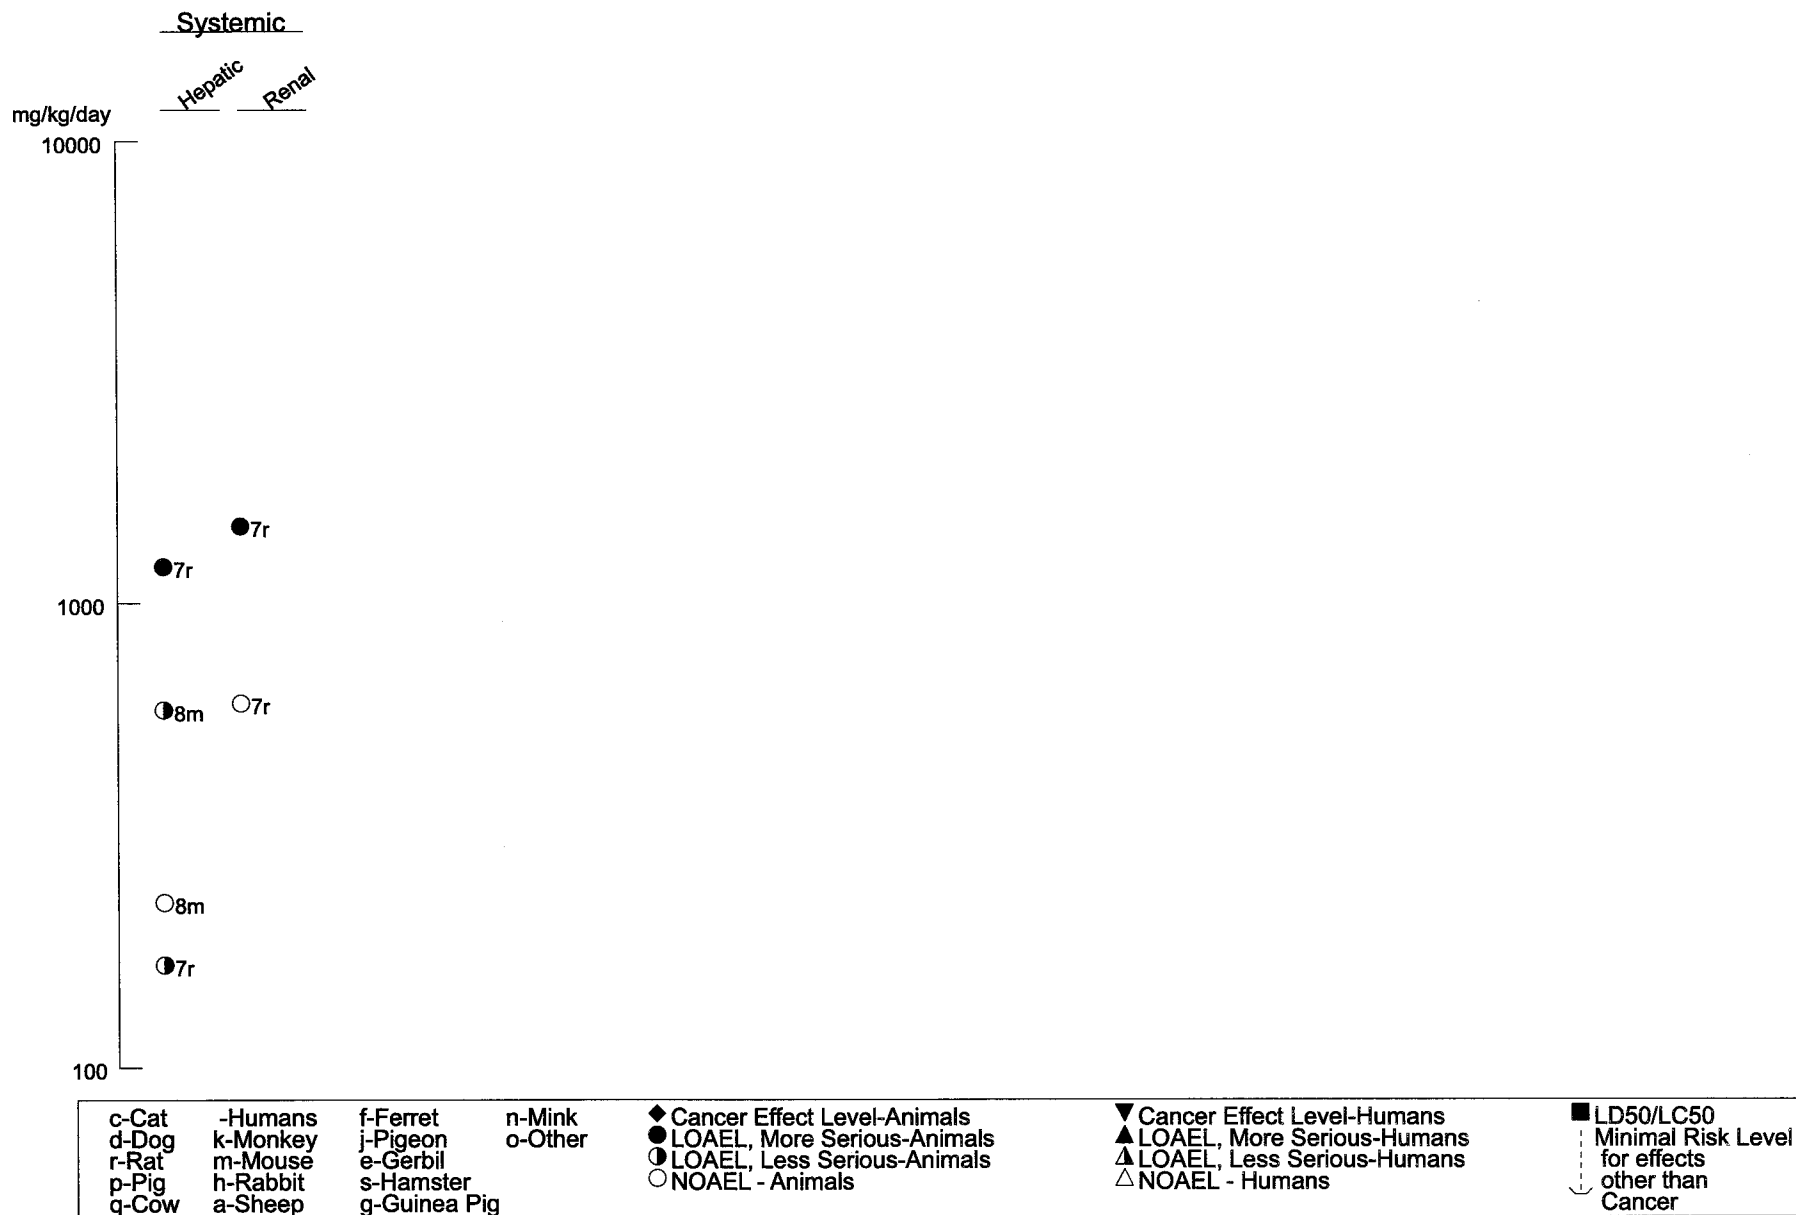 Systemic
Hepatic Renal
mg/kg/day
10000
7r
7r
1000
7r
8m
8m
7r
100
c-Cat -Humans f-Ferret n-Mink
d-Dog k-Monkey j-Pigeon o-Other
r-Rat m-Mouse e-Gerbil
p-Pig h-Rabbit s-Hamster
q-Cow a-Sheep g-Guinea Pig
Cancer Effect Level-Animals
LOAEL, More Serious-Animals
LOAEL, Less Serious-Animals
NOAEL - Animals
Cancer Effect Level-Humans
LOAEL, More Serious-Humans
LOAEL, Less Serious-Humans
NOAEL - Humans
LD50/LC50
Minimal Risk Level
for effects
other than
Cancer